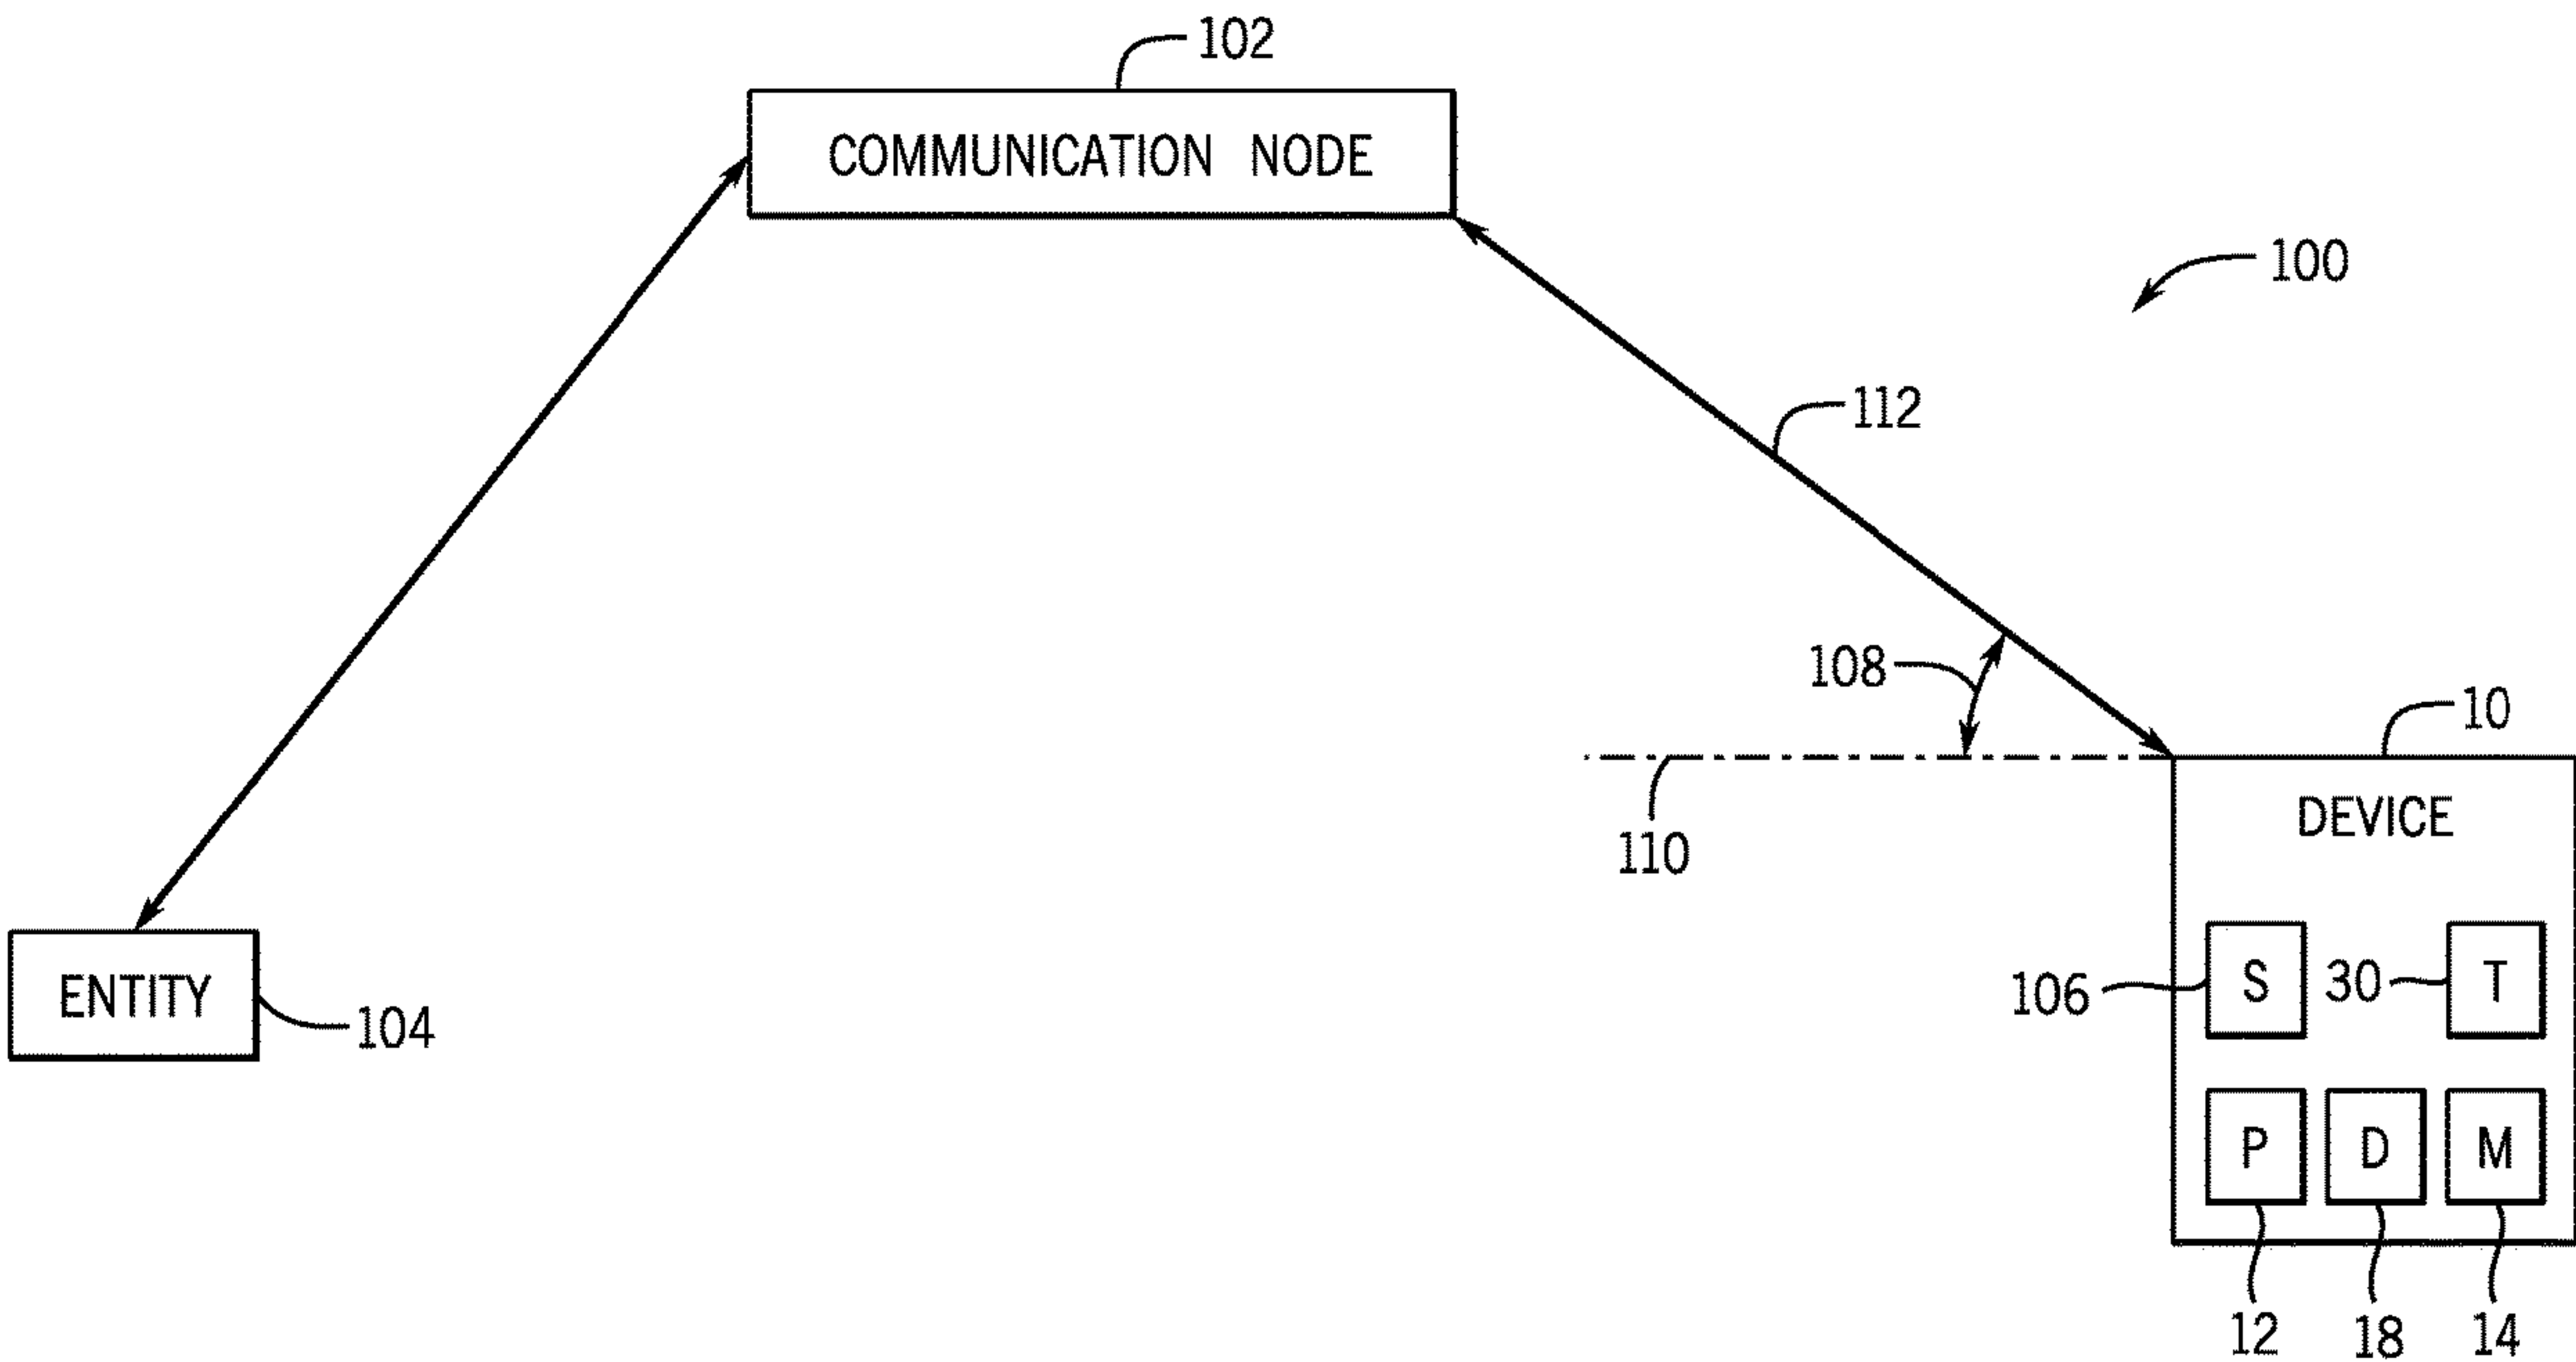 102
COMMUNICATION NODE
100
112
108
10
110
DEVICE
ENTITY
104
106
S
30
T
P
D
M
12
18
14